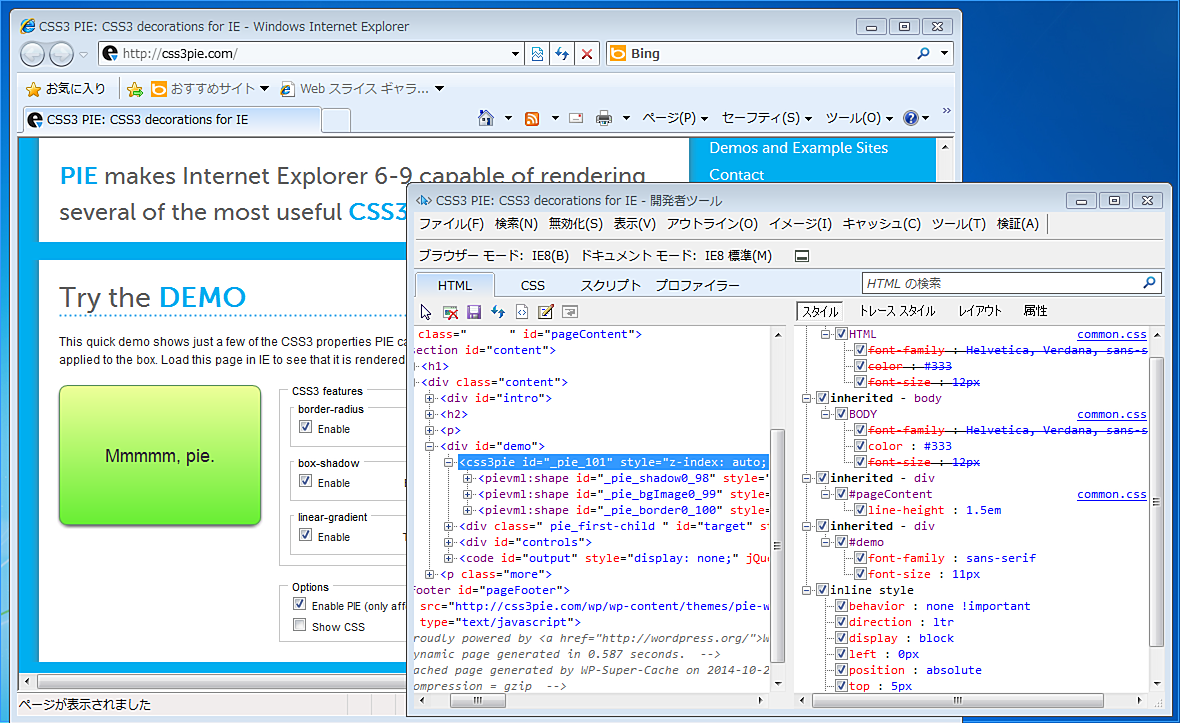 CSS3 PIE: CSS3 decorations for IE - Windows Internet Explorer
http://css3pie.com/
Bing
お気に入り
おすすめサイト
Web スライス ギャラ...
CSS3 PIE: CSS3 decorations for IE
ページ(P)
セーフティ(S)
ツール(O)
PIE makes Internet Explorer 6-9 capable of rendering
several of the most useful CSS3
Demos and Example Sites
Contact
Try the DEMO
This quick demo shows just a few of the CSS3 properties PIE ca
applied to the box. Load this page in IE to see that it is rendered
Mmmmm, pie.
CSS3 features
border-radius
Enable
box-shadow
Enable
linear-gradient
Enable
Options
Enable PIE (only aff
Show CSS
ページが表示されました
CSS3 PIE: CSS3 decorations for IE - 開発者ツール
ファイル(F) 検索(N) 無効化(S) 表示(V) アウトライン(O) イメージ(I) キャッシュ(C) ツール(T) 検証(A)
ブラウザー モード: IE8(B) ドキュメント モード: IE8 標準(M)
HTML CSS スクリプト プロファイラー
HTML の検索
class=" " id="pageContent">
section id="content">
<h1>
<div class="content">
<div id="intro">
<h2>
<p>
<div id="demo">
<css3pie id="_pie_101" style="z-index: auto;
<pievml:shape id="_pie_shadow0_98" style="
<pievml:shape id="_pie_bgImage0_99" style=
<pievml:shape id="_pie_border0_100" style=
<div class=" pie_first-child " id="target" st
<div id="controls">
<code id="output" style="display: none;" jQue
<p class="more">
footer id="pageFooter">
src="http://css3pie.com/wp/wp-content/themes/pie-w
type="text/javascript">
roudly powered by <a href="http://wordpress.org/">W
ynamic page generated in 0.587 seconds. -->
ached page generated by WP-Super-Cache on 2014-10-2
ompression = gzip -->
スタイル トレース スタイル レイアウト 属性
HTML common.css
font-family : Helvetica, Verdana, sans-s
color : #333
font-size : 12px
inherited - body
BODY common.css
font-family : Helvetica, Verdana, sans-s
color : #333
font-size : 12px
inherited - div
#pageContent common.css
line-height : 1.5em
inherited - div
#demo
font-family : sans-serif
font-size : 11px
inline style
behavior : none !important
direction : ltr
display : block
left : 0px
position : absolute
top : 5px